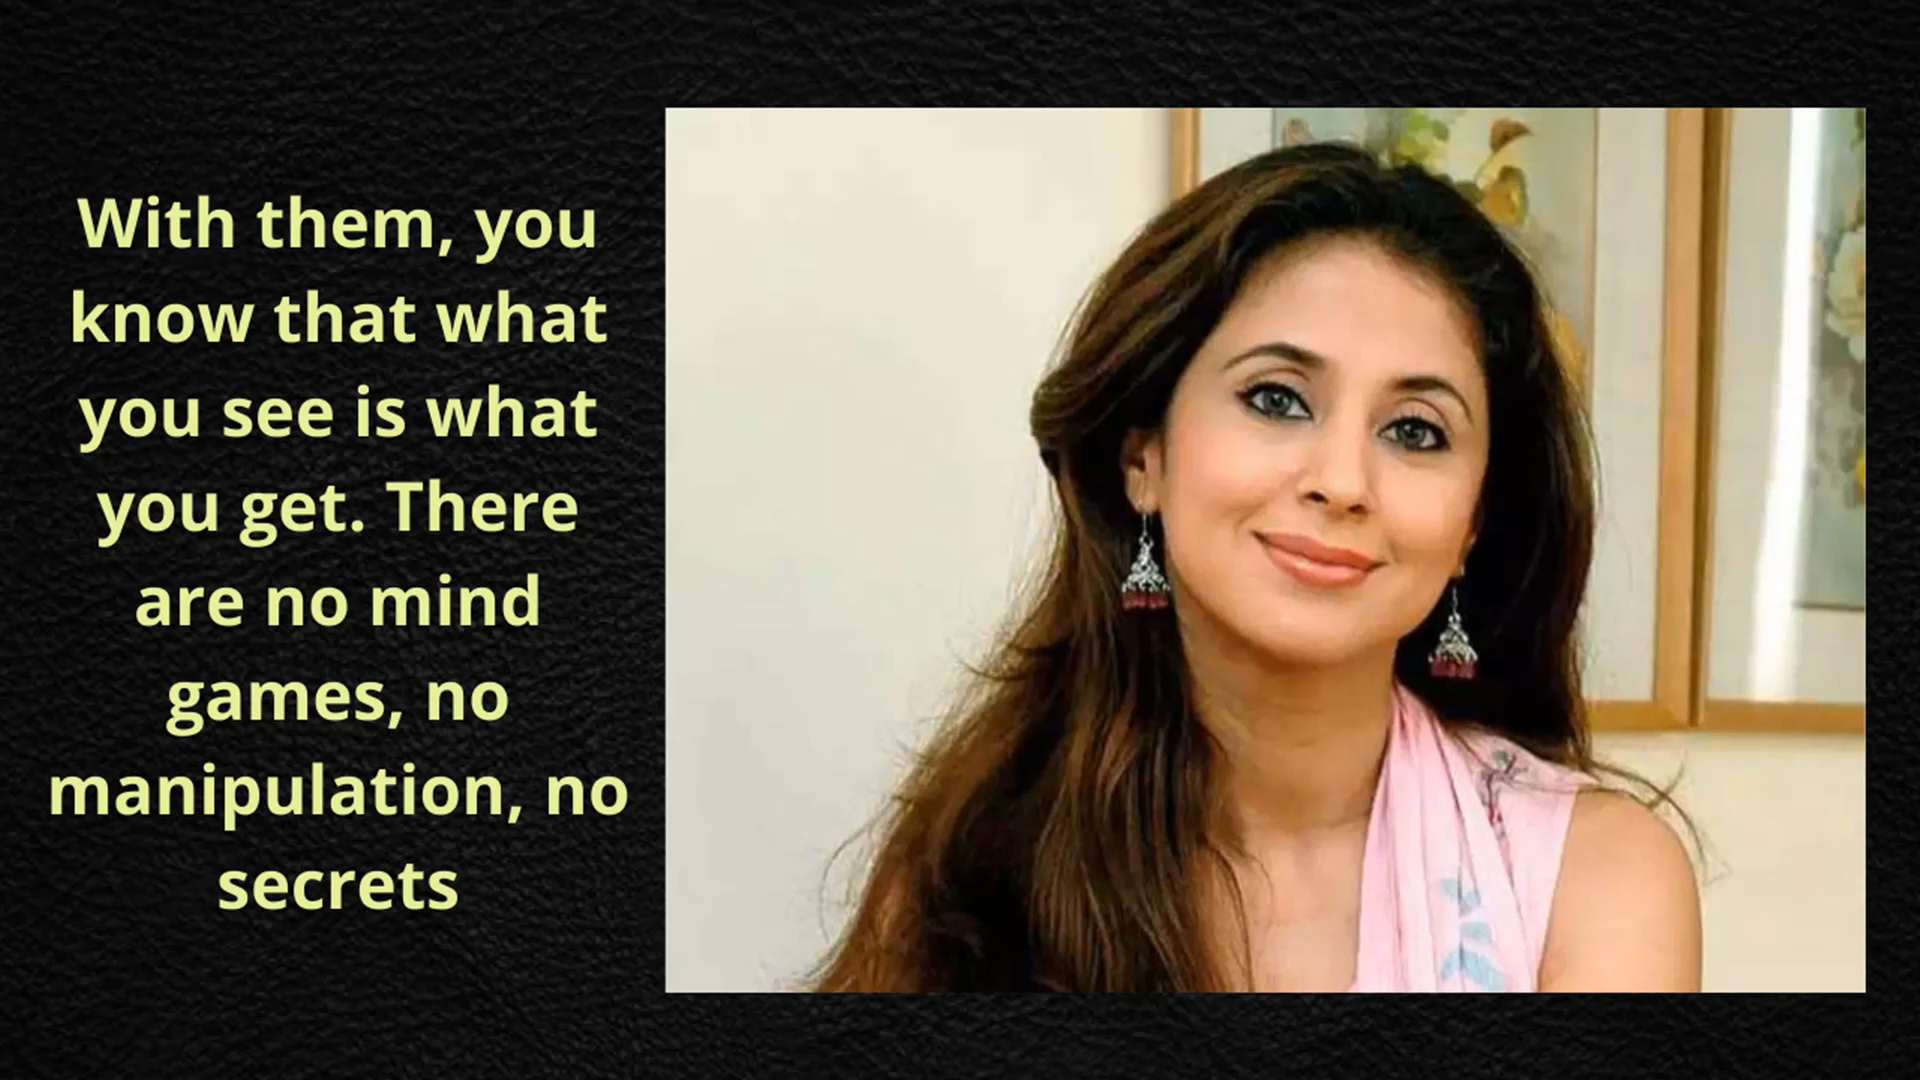 With them, you
know that what
you see is what
you get. There
are no mind
games, no
manipulation, no
secrets